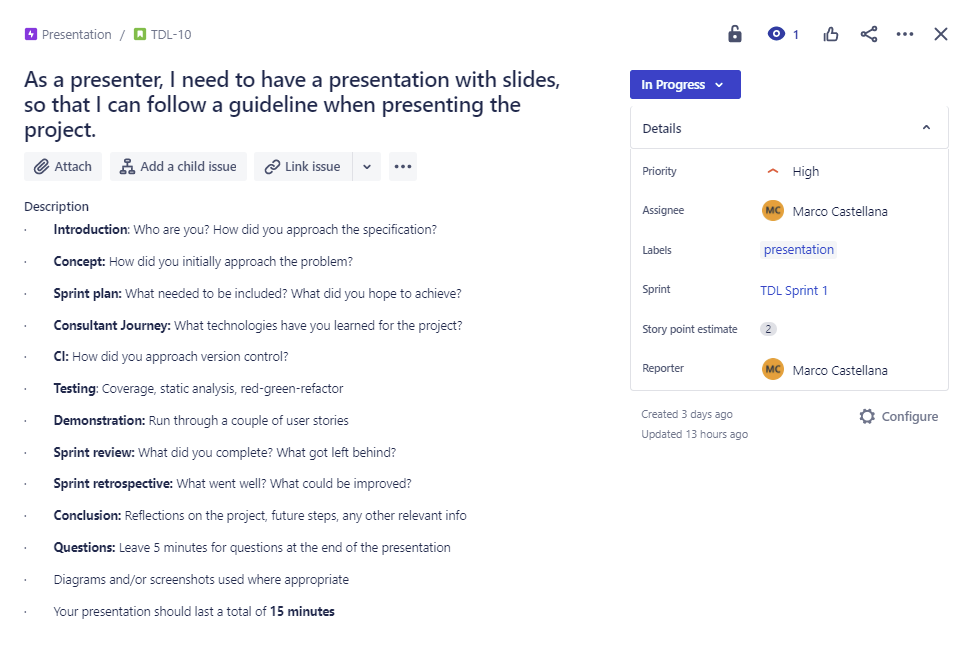 Presentation / TDL-10
1
As a presenter, I need to have a presentation with slides,
so that I can follow a guideline when presenting the
project.
Attach
Add a child issue
Link issue
Description
· Introduction: Who are you? How did you approach the specification?
· Concept: How did you initially approach the problem?
· Sprint plan: What needed to be included? What did you hope to achieve?
· Consultant Journey: What technologies have you learned for the project?
· CI: How did you approach version control?
· Testing: Coverage, static analysis, red-green-refactor
· Demonstration: Run through a couple of user stories
· Sprint review: What did you complete? What got left behind?
· Sprint retrospective: What went well? What could be improved?
· Conclusion: Reflections on the project, future steps, any other relevant info
· Questions: Leave 5 minutes for questions at the end of the presentation
· Diagrams and/or screenshots used where appropriate
· Your presentation should last a total of 15 minutes
In Progress
Details
Priority High
Assignee MC Marco Castellana
Labels presentation
Sprint TDL Sprint 1
Story point estimate 2
Reporter MC Marco Castellana
Created 3 days ago
Updated 13 hours ago
Configure